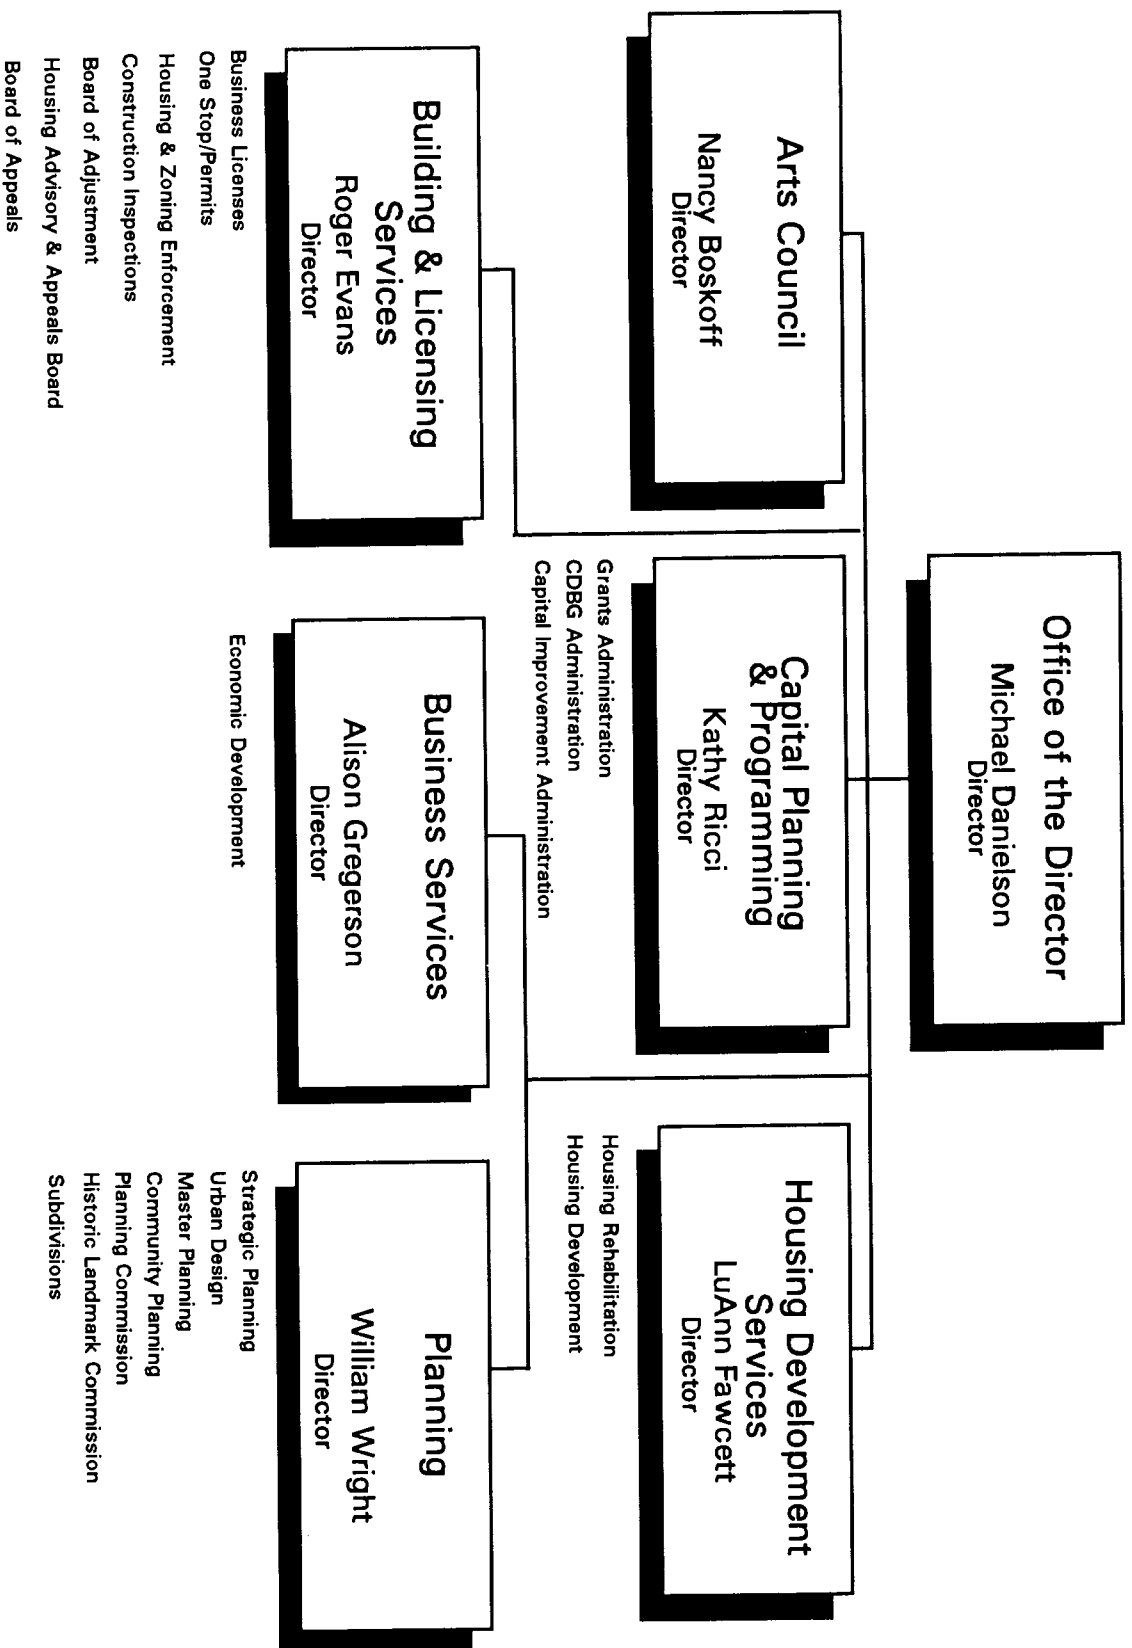 Office of the Director
Michael Danielson
Director
Arts Council
Nancy Boskoff
Director
Capital Planning
& Programming
Kathy Ricci
Director
Grants Administration
CDBG Administration
Capital Improvement Administration
Housing Development
Services
LuAnn Fawcett
Director
Housing Rehabilitation
Housing Development
Building & Licensing
Services
Roger Evans
Director
Business Licenses
One Stop/Permits
Housing & Zoning Enforcement
Construction Inspections
Board of Adjustment
Housing Advisory & Appeals Board
Board of Appeals
Business Services
Alison Gregerson
Director
Economic Development
Planning
William Wright
Director
Strategic Planning
Urban Design
Master Planning
Community Planning
Planning Commission
Historic Landmark Commission
Subdivisions